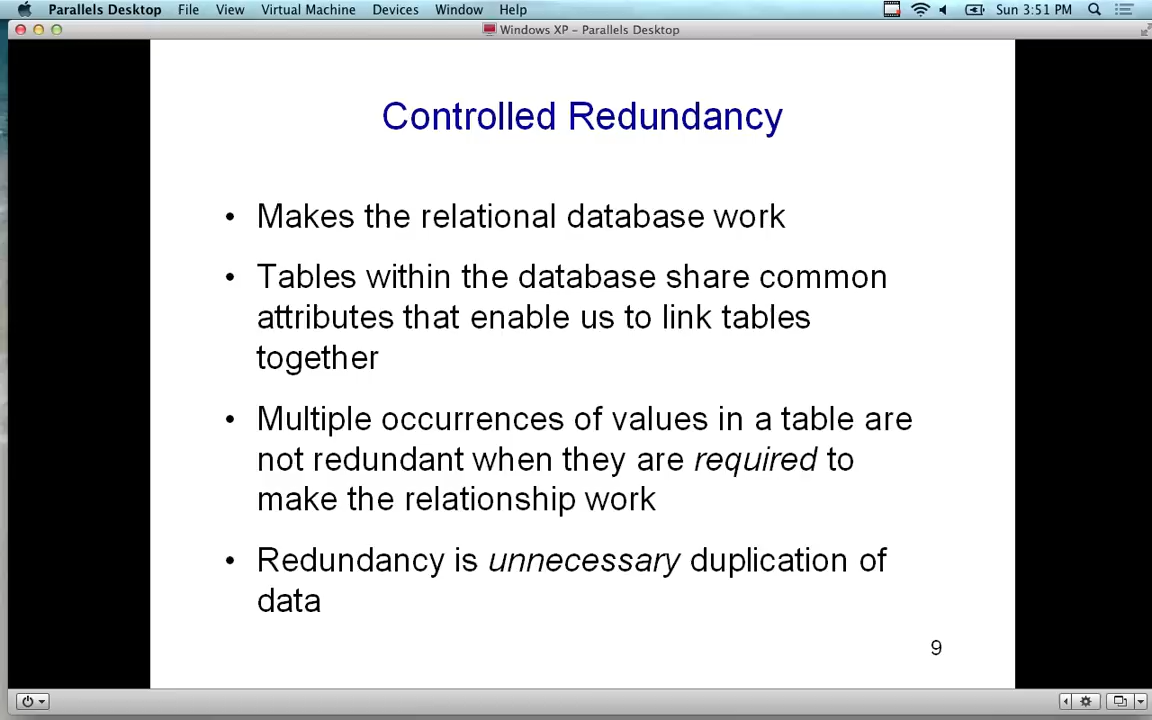 Parallels Desktop File View Virtual Machine Devices Window Help Sun 3:51 PM
Windows XP – Parallels Desktop
Controlled Redundancy
• Makes the relational database work
• Tables within the database share common
attributes that enable us to link tables
together
• Multiple occurrences of values in a table are
not redundant when they are required to
make the relationship work
• Redundancy is unnecessary duplication of
data
9